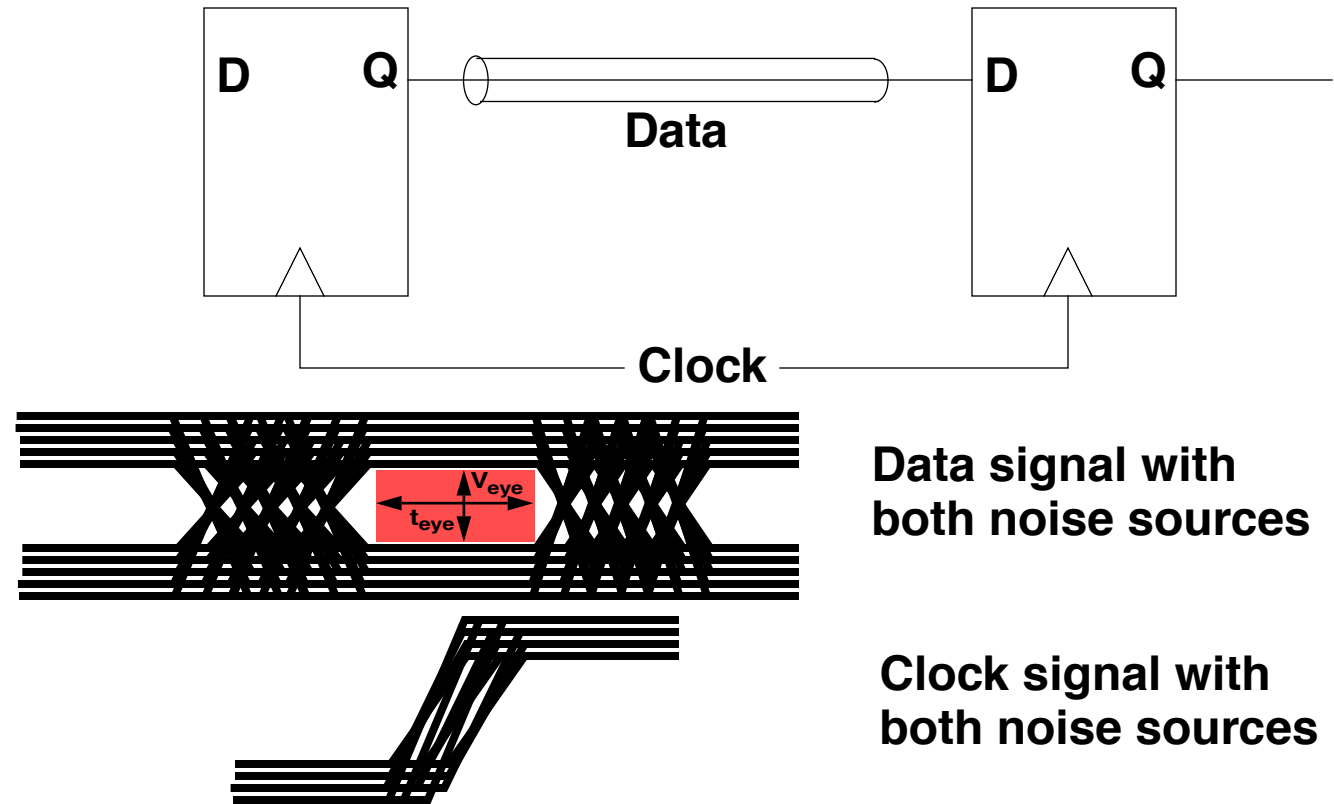 D Q D Q
Data
Clock
Data signal with
both noise sources
Veye
teye
Clock signal with
both noise sources